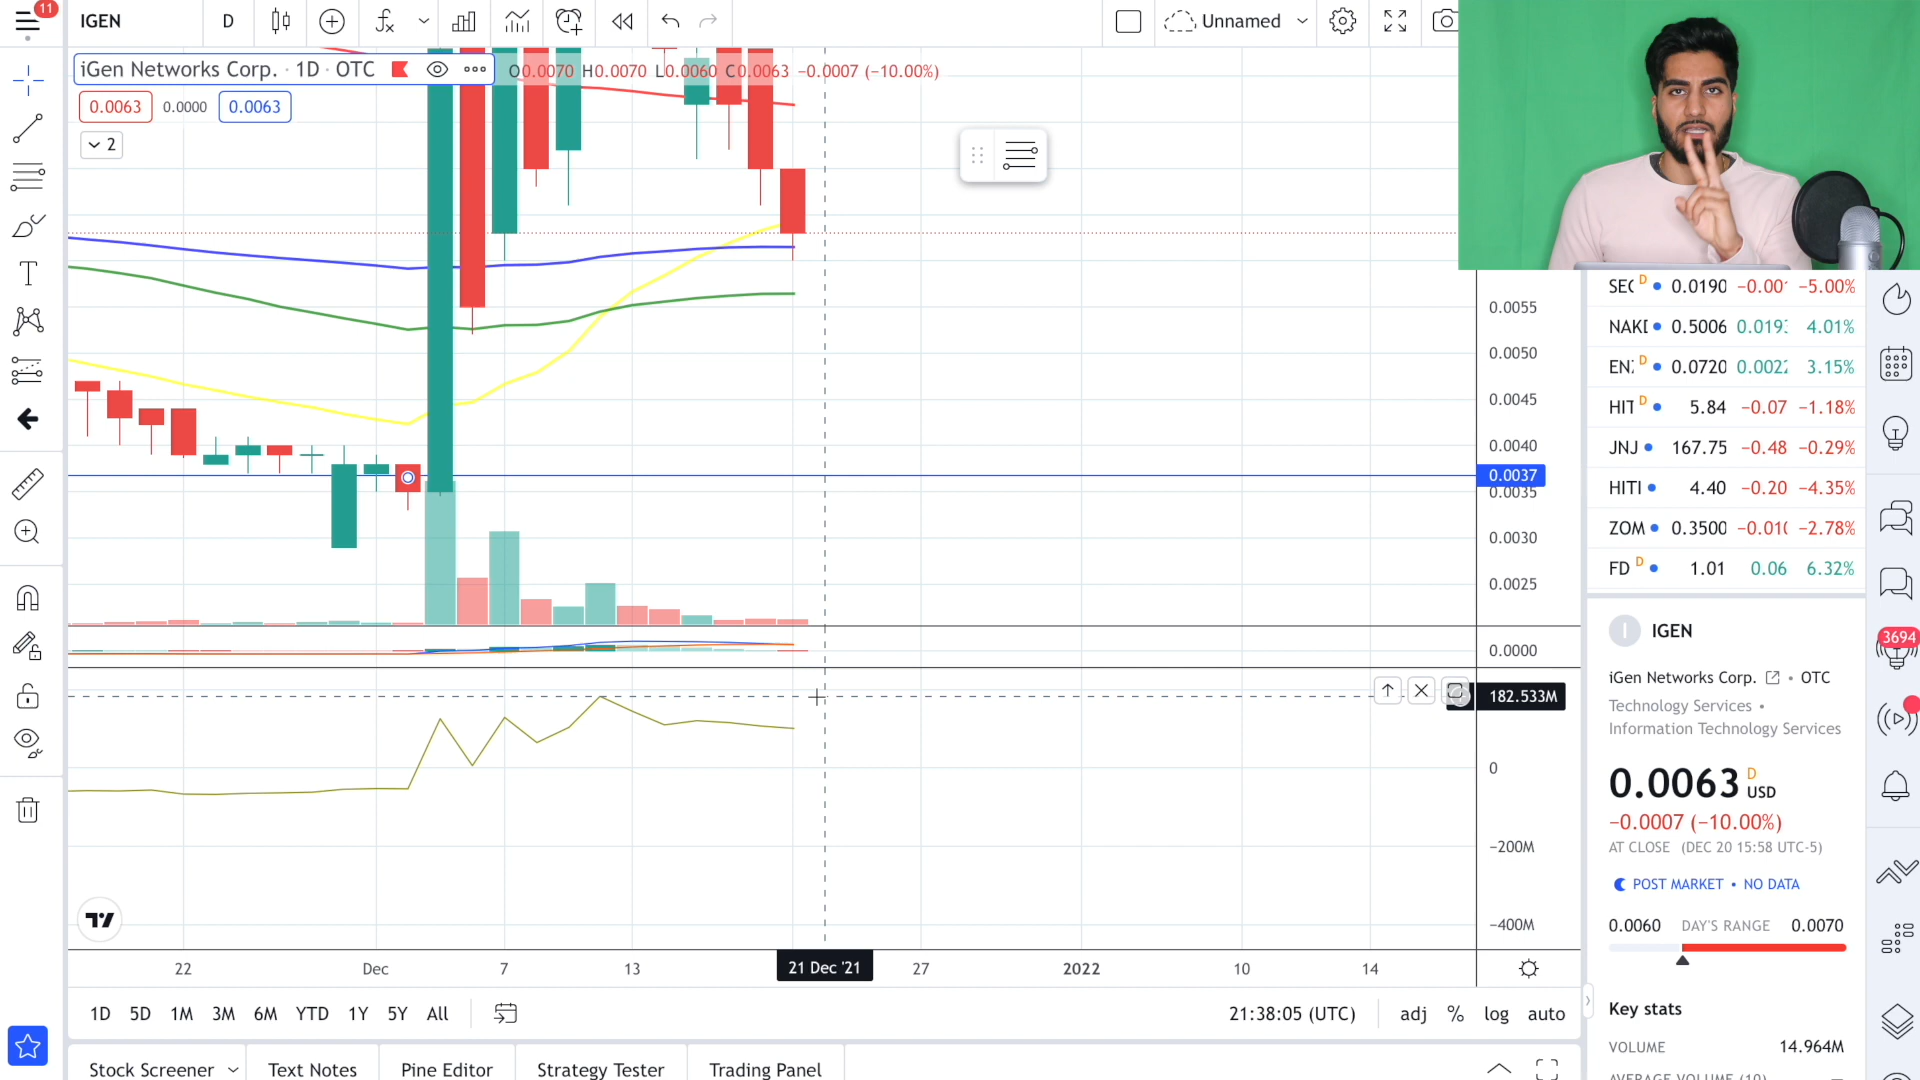 11
IGEN
D
Unnamed
iGen Networks Corp. · 1D · OTC
O0.0070 H0.0070 L0.0060 C0.0063 −0.0007 (−10.00%)
0.0063 0.0000 0.0063
2
0.0055
0.0050
0.0045
0.0040
0.0037
0.0035
0.0030
0.0025
0.0000
182.533M
0
−200M
−400M
22 Dec 7 13 21 Dec '21 27 2022 10 14
1D 5D 1M 3M 6M YTD 1Y 5Y All
21:38:05 (UTC) adj % log auto
Stock Screener Text Notes Pine Editor Strategy Tester Trading Panel
D 0.0190 −5.00%
0.5006 4.01%
D 0.0720 3.15%
HIT D 5.84 −0.07 −1.18%
JNJ 167.75 −0.48 −0.29%
HITI 4.40 −0.20 −4.35%
ZOM 0.3500 −2.78%
FD D 1.01 0.06 6.32%
I IGEN
iGen Networks Corp. • OTC
Technology Services •
Information Technology Services
0.0063 D USD
−0.0007 (−10.00%)
AT CLOSE (DEC 20 15:58 UTC-5)
POST MARKET • NO DATA
0.0060 DAY'S RANGE 0.0070
Key stats
VOLUME 14.964M
3694